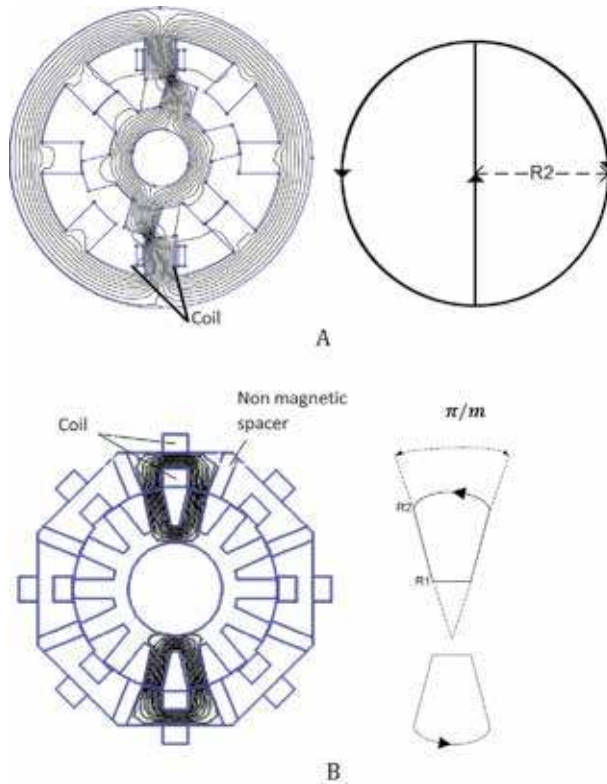 R2
Coil
A
Non magnetic
spacer
Coil
π/m
R2
R1
B